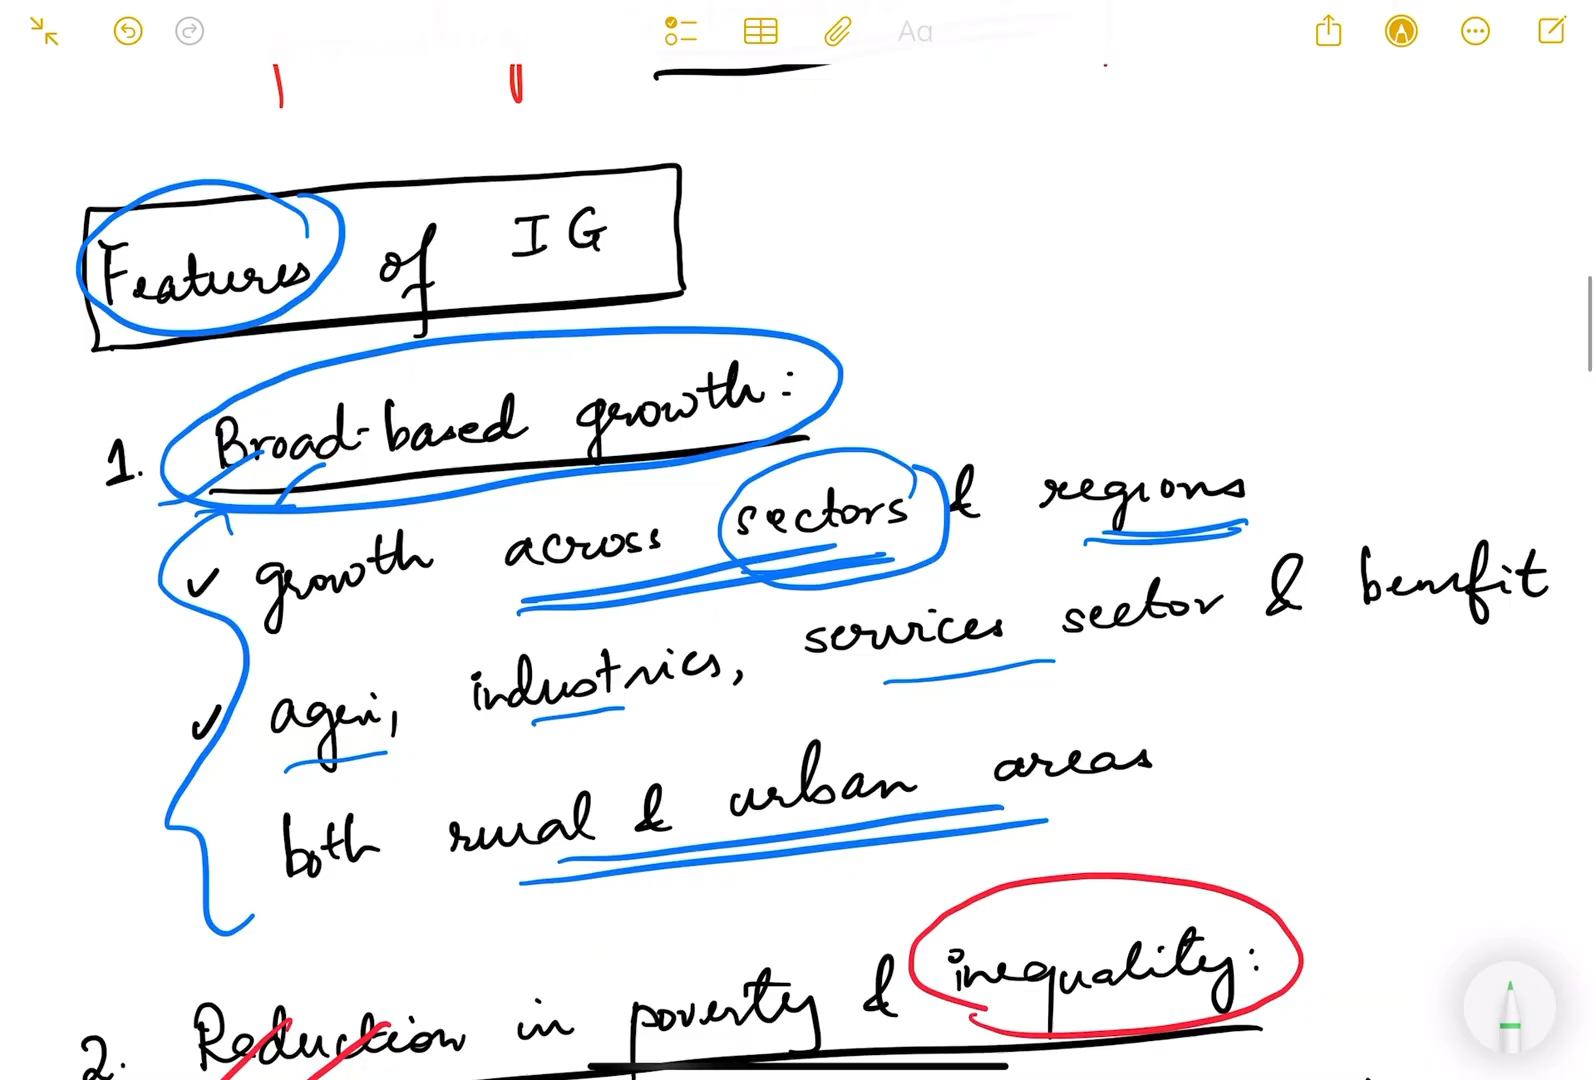 Aa
Features of IG
1. Broad-based growth:
✓ growth across sectors & regions
✓ agri, industries, services sector & benefit
both rural & urban areas
2. Reduction in poverty & inequality: